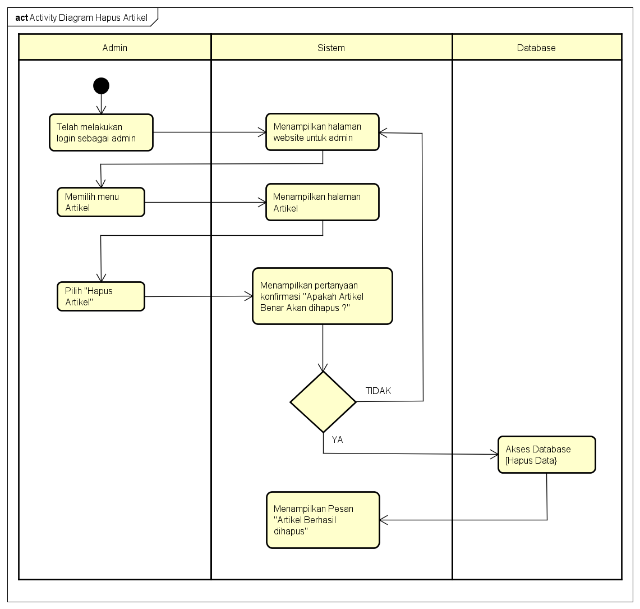 act Activity Diagram Hapus Artikel
Admin
Sistem
Database
Telah melakukan
login sebagai admin
Menampilkan halaman
website untuk admin
Memilih menu
Artikel
Menampilkan halaman
Artikel
Pilih "Hapus
Artikel"
Menampilkan pertanyaan
konfirmasi "Apakah Artikel
Benar Akan dihapus ?"
TIDAK
YA
Akses Database
{Hapus Data}
Menampilkan Pesan
"Artikel Berhasil
dihapus"